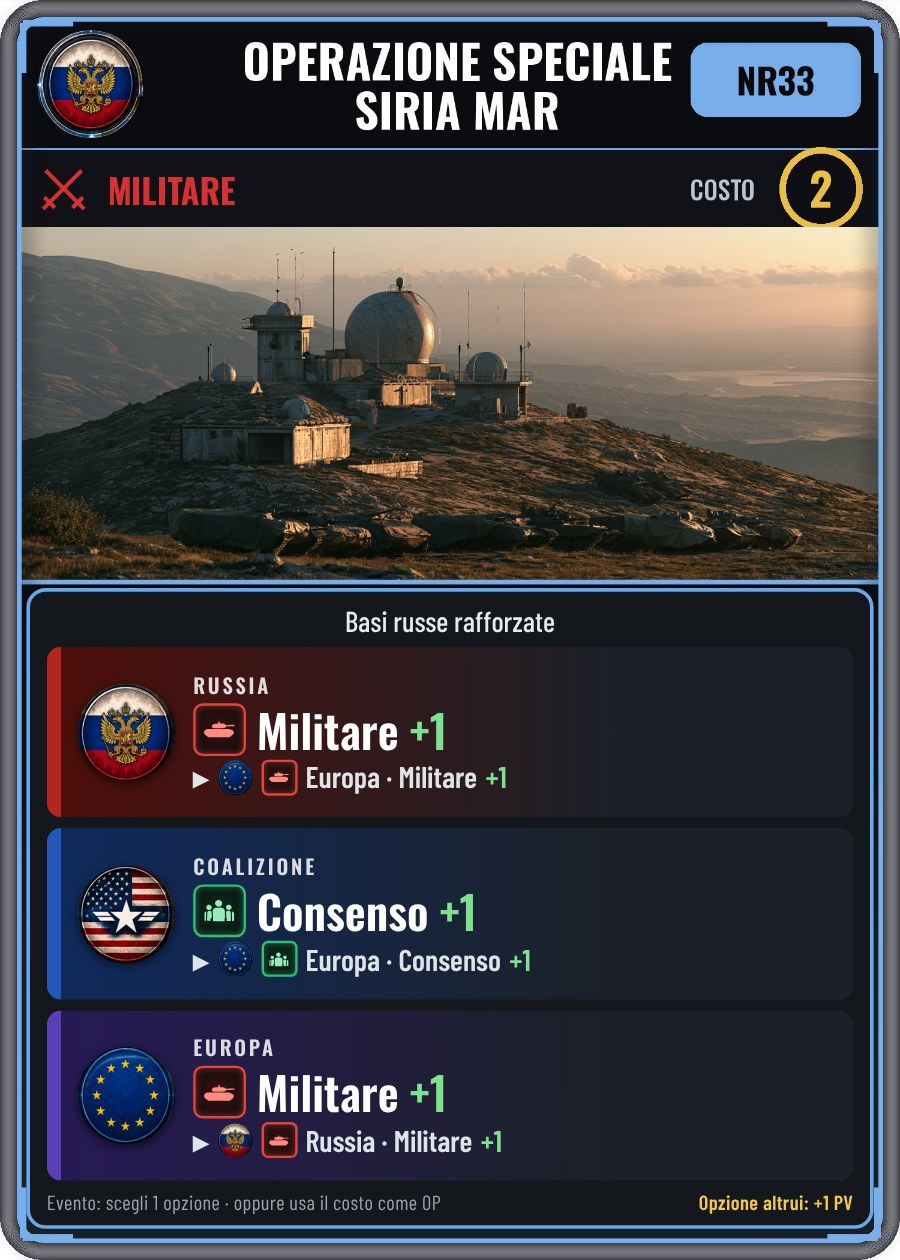 OPERAZIONE SPECIALE
SIRIA MAR
NR33
MILITARE
COSTO
2
Basi russe rafforzate
RUSSIA
Militare +1
▶ Europa · Militare +1
COALIZIONE
Consenso +1
▶ Europa · Consenso +1
EUROPA
Militare +1
▶ Russia · Militare +1
Evento: scegli 1 opzione · oppure usa il costo come OP
Opzione altrui: +1 PV